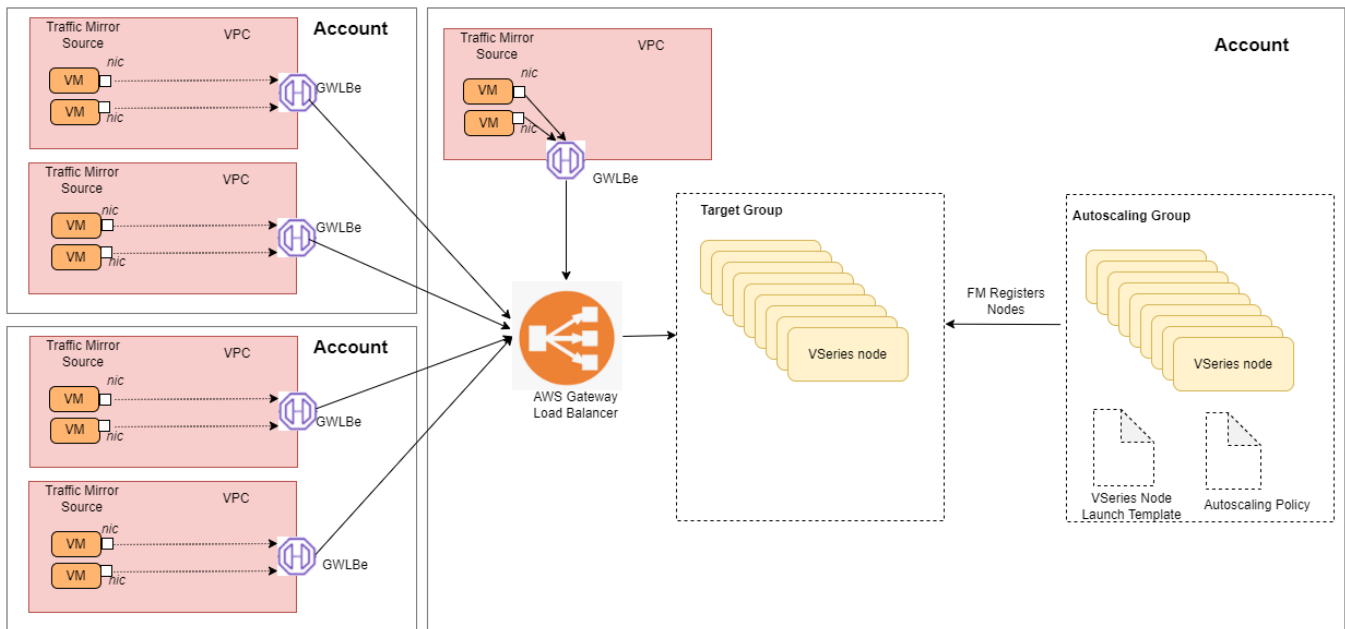 Traffic Mirror
Source
VPC
Account
nic
VM
VM
nic
GWLBe
Traffic Mirror
Source
VPC
nic
VM
VM
nic
GWLBe
Account
Traffic Mirror
Source
VPC
nic
VM
VM
nic
GWLBe
Traffic Mirror
Source
VPC
nic
VM
VM
nic
GWLBe
Traffic Mirror
Source
VPC
Account
nic
VM
VM
nic
GWLBe
AWS Gateway
Load Balancer
Target Group
VSeries node
FM Registers
Nodes
Autoscaling Group
VSeries node
VSeries Node
Launch Template
Autoscaling Policy